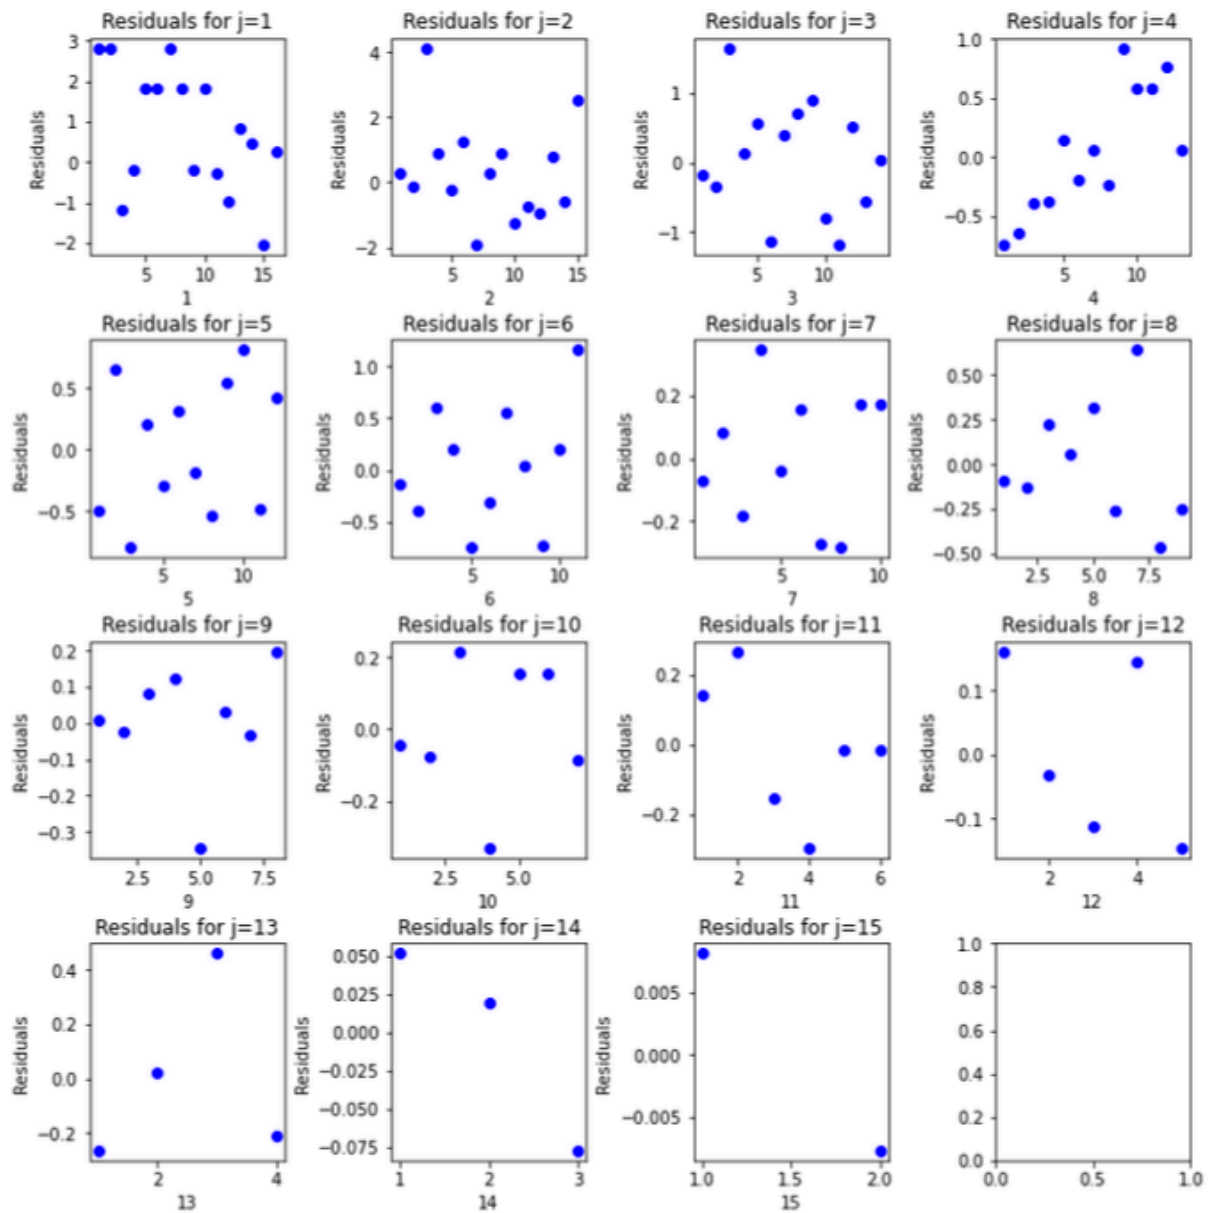 Residuals for j=1
Residuals
3
2
1
0
−1
−2
5 10 15
1
Residuals for j=2
Residuals
4
2
0
−2
5 10 15
2
Residuals for j=3
Residuals
1
0
−1
5 10
3
Residuals for j=4
Residuals
1.0
0.5
0.0
−0.5
5 10
4
Residuals for j=5
Residuals
0.5
0.0
−0.5
5 10
5
Residuals for j=6
Residuals
1.0
0.5
0.0
−0.5
5 10
6
Residuals for j=7
Residuals
0.2
0.0
−0.2
5 10
7
Residuals for j=8
Residuals
0.50
0.25
0.00
−0.25
−0.50
2.5 5.0 7.5
8
Residuals for j=9
Residuals
0.2
0.1
0.0
−0.1
−0.2
−0.3
2.5 5.0 7.5
9
Residuals for j=10
Residuals
0.2
0.0
−0.2
2.5 5.0
10
Residuals for j=11
Residuals
0.2
0.0
−0.2
2 4 6
11
Residuals for j=12
Residuals
0.1
0.0
−0.1
2 4
12
Residuals for j=13
Residuals
0.4
0.2
0.0
−0.2
2 4
13
Residuals for j=14
Residuals
0.050
0.025
0.000
−0.025
−0.050
−0.075
1 2 3
14
Residuals for j=15
Residuals
0.005
0.000
−0.005
1.0 1.5 2.0
15
1.0
0.8
0.6
0.4
0.2
0.0
0.0 0.5 1.0